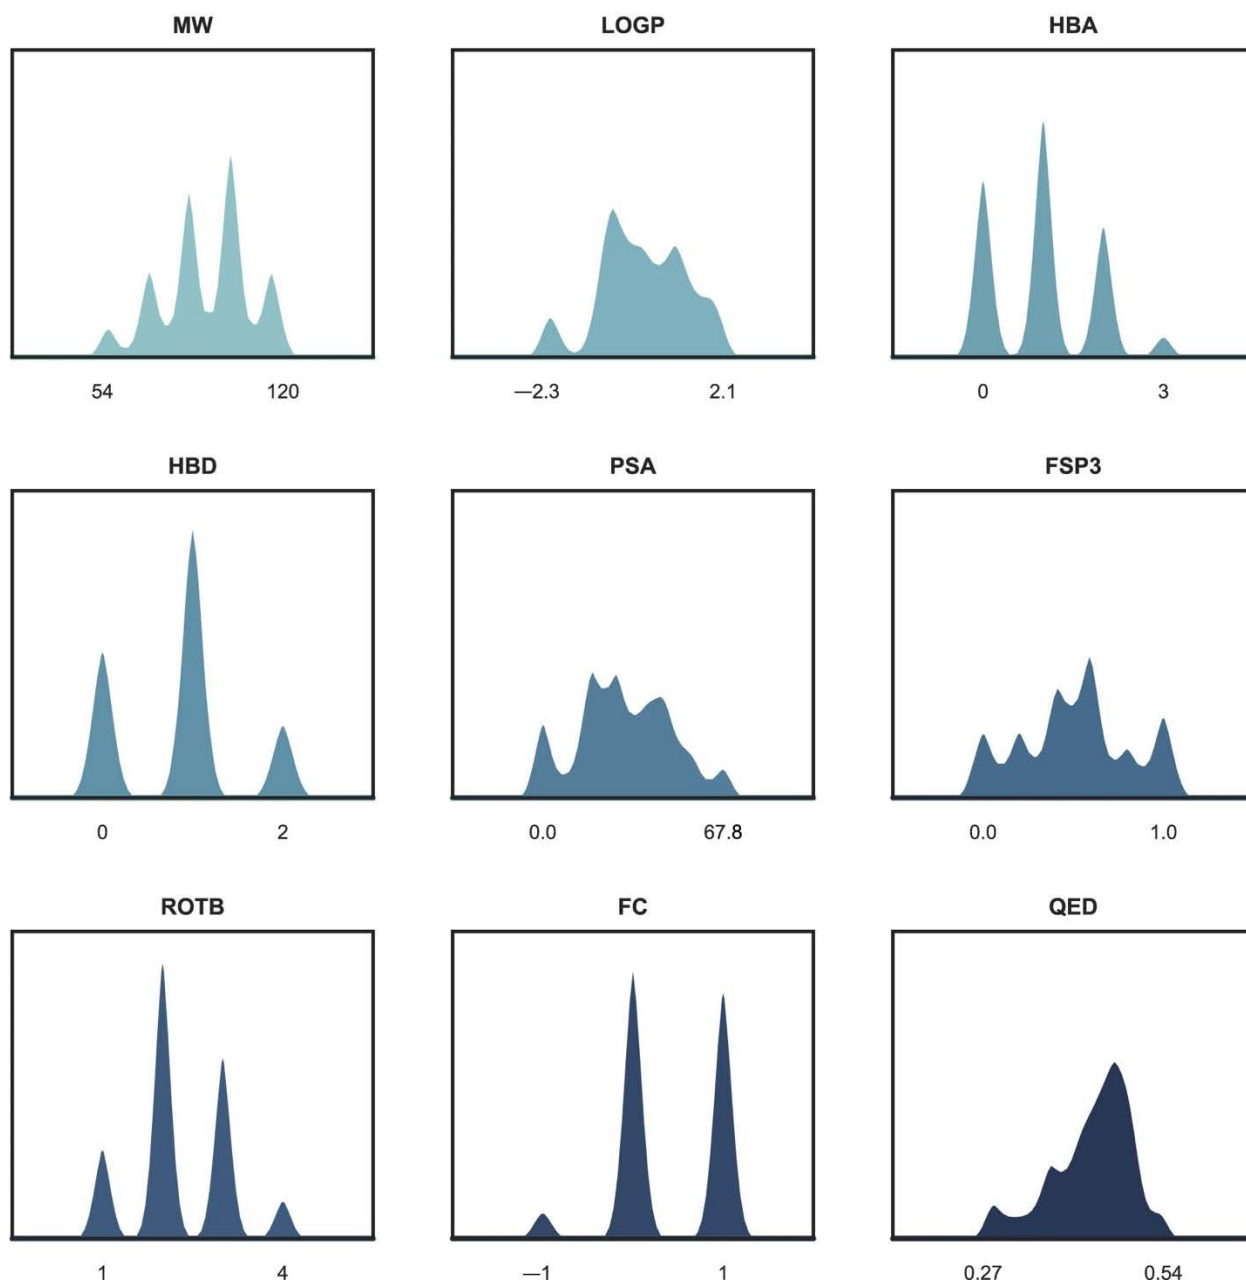 MW LOGP HBA
54 120 —2.3 2.1 0 3
HBD PSA FSP3
0 2 0.0 67.8 0.0 1.0
ROTB FC QED
1 4 —1 1 0.27 0.54